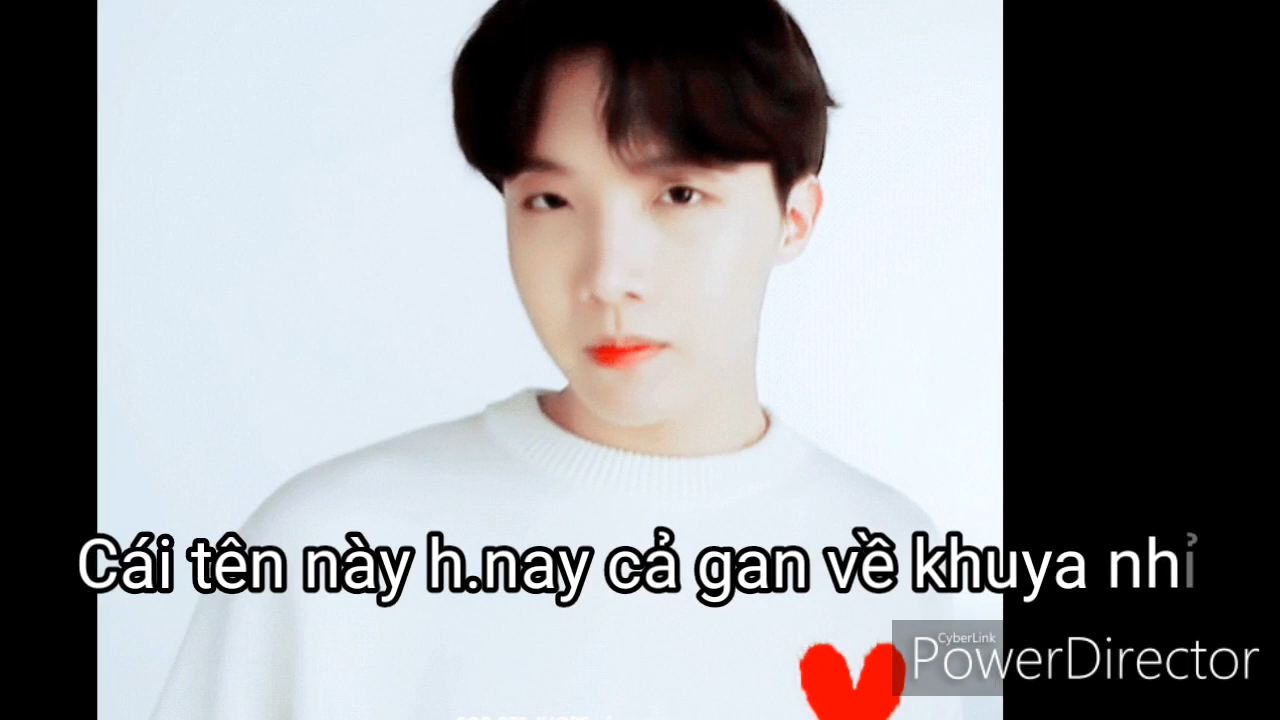 Cái tên này h.nay cả gan về khuya nhỉ
CyberLink
PowerDirector